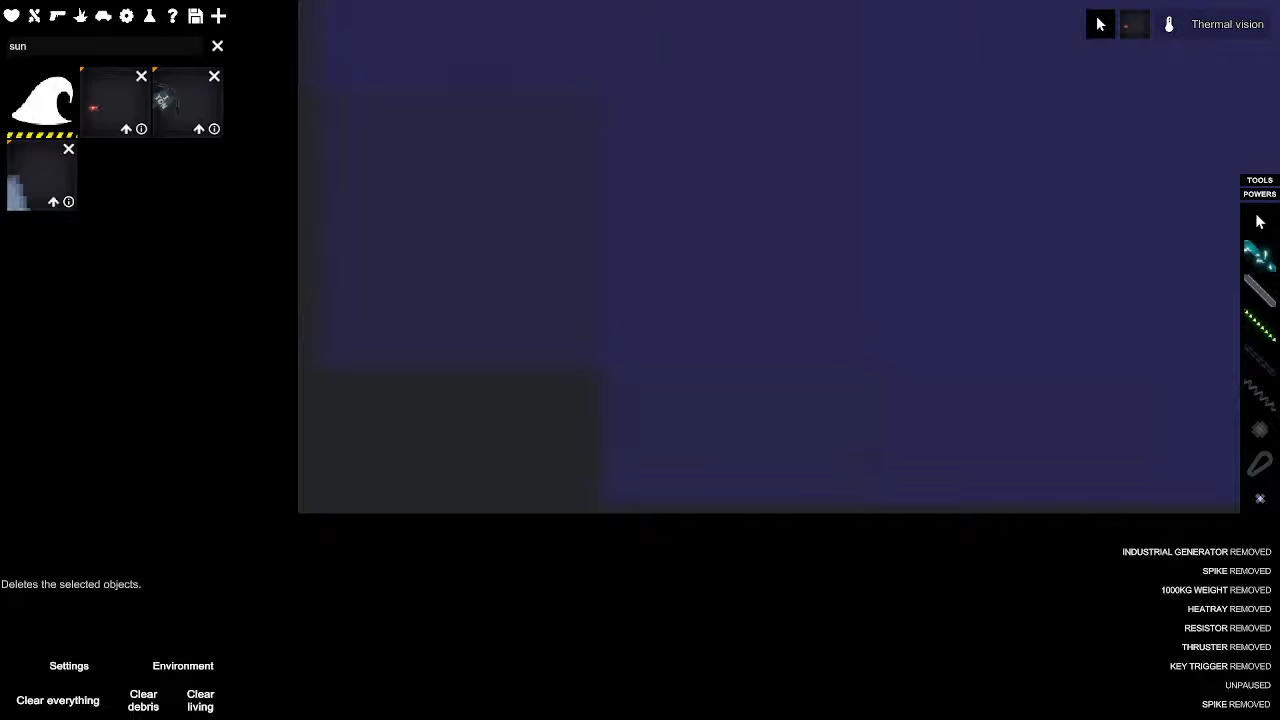 sun
Thermal vision
TOOLS
POWERS
INDUSTRIAL GENERATOR REMOVED
SPIKE REMOVED
Deletes the selected objects.
1000KG WEIGHT REMOVED
HEATRAY REMOVED
RESISTOR REMOVED
THRUSTER REMOVED
Settings
Environment
KEY TRIGGER REMOVED
UNPAUSED
Clear everything
Clear debris
Clear living
SPIKE REMOVED